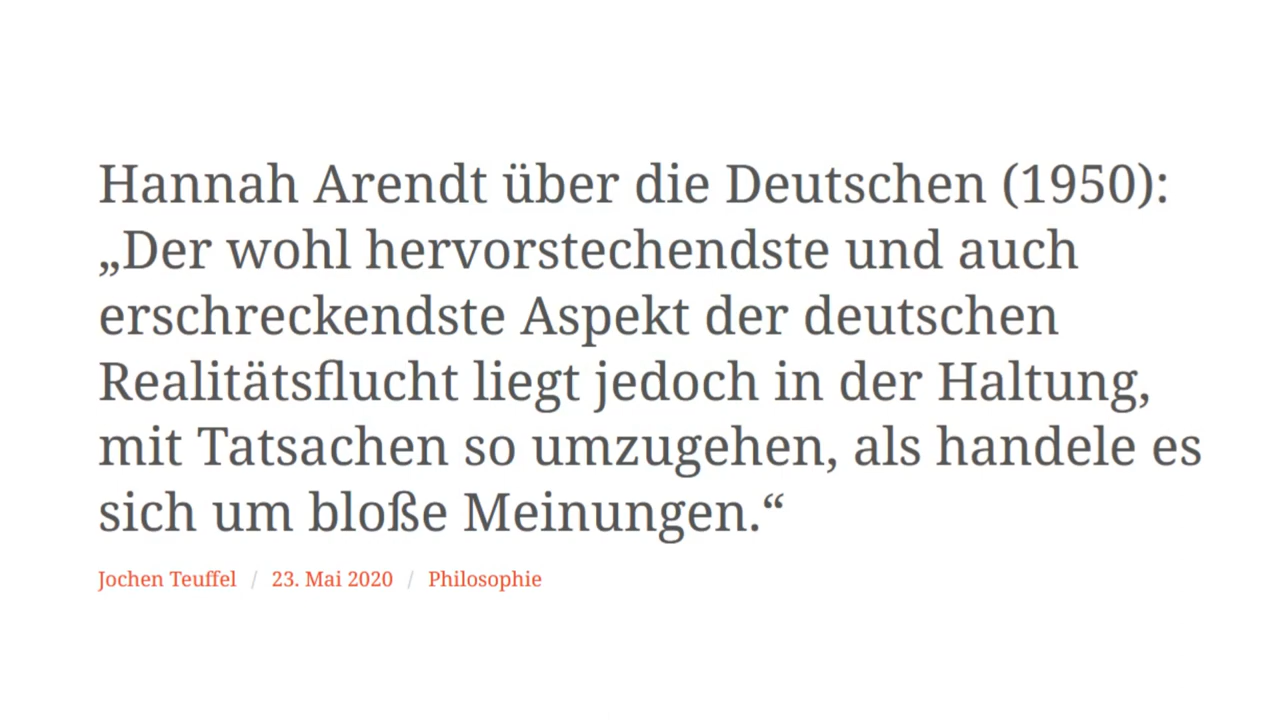 Hannah Arendt über die Deutschen (1950):
„Der wohl hervorstechendste und auch
erschreckendste Aspekt der deutschen
Realitätsflucht liegt jedoch in der Haltung,
mit Tatsachen so umzugehen, als handele es
sich um bloße Meinungen.“
Jochen Teuffel / 23. Mai 2020 / Philosophie